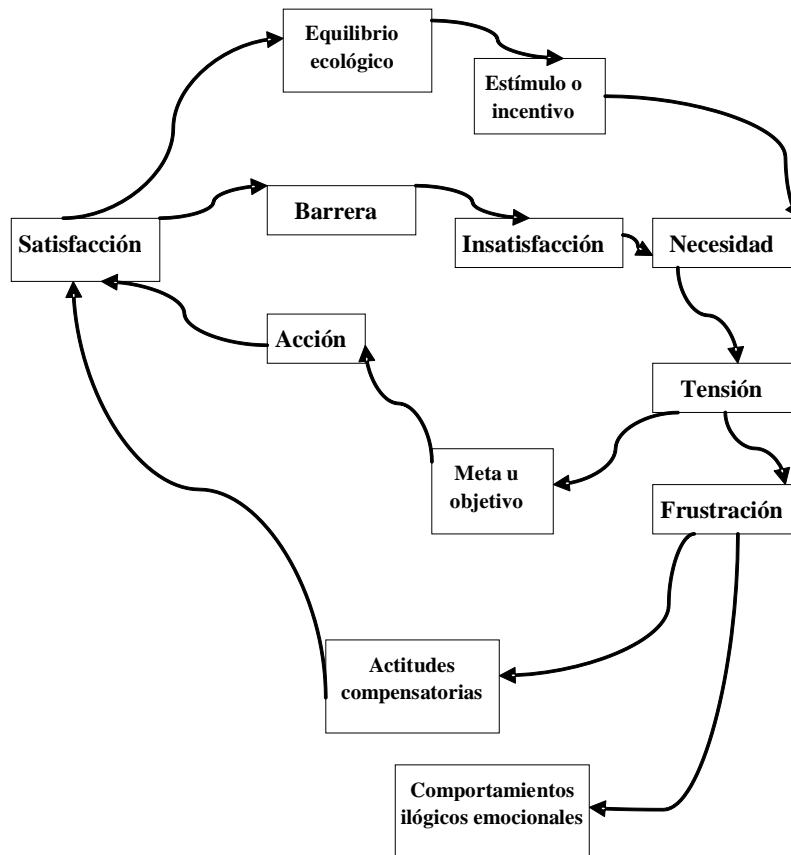 Equilibrio
ecológico
Estímulo o
incentivo
Barrera
Satisfacción
Insatisfacción
Necesidad
Acción
Tensión
Meta u
objetivo
Frustración
Actitudes
compensatorias
Comportamientos
ilógicos emocionales